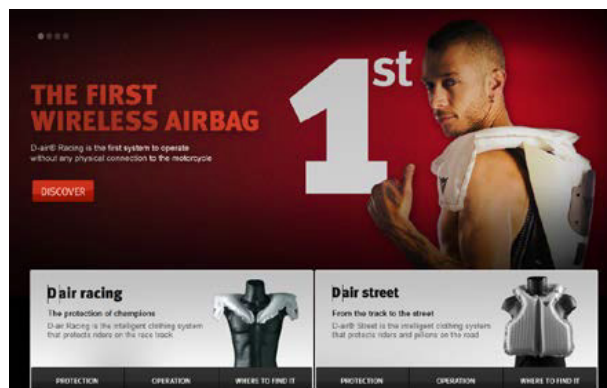 1st
THE FIRST
WIRELESS AIRBAG
D-air® Racing is the first system to operate
without any physical connection to the motorcycle
DISCOVER
D air racing
The protection of champions
D-air Racing is the intelligent clothing system
that protects riders on the race track
PROTECTION
OPERATION
WHERE TO FIND IT
D air street
From the track to the street
D-air® Street is the intelligent clothing system
that protects riders and pillions on the road
PROTECTION
OPERATION
WHERE TO FIND IT